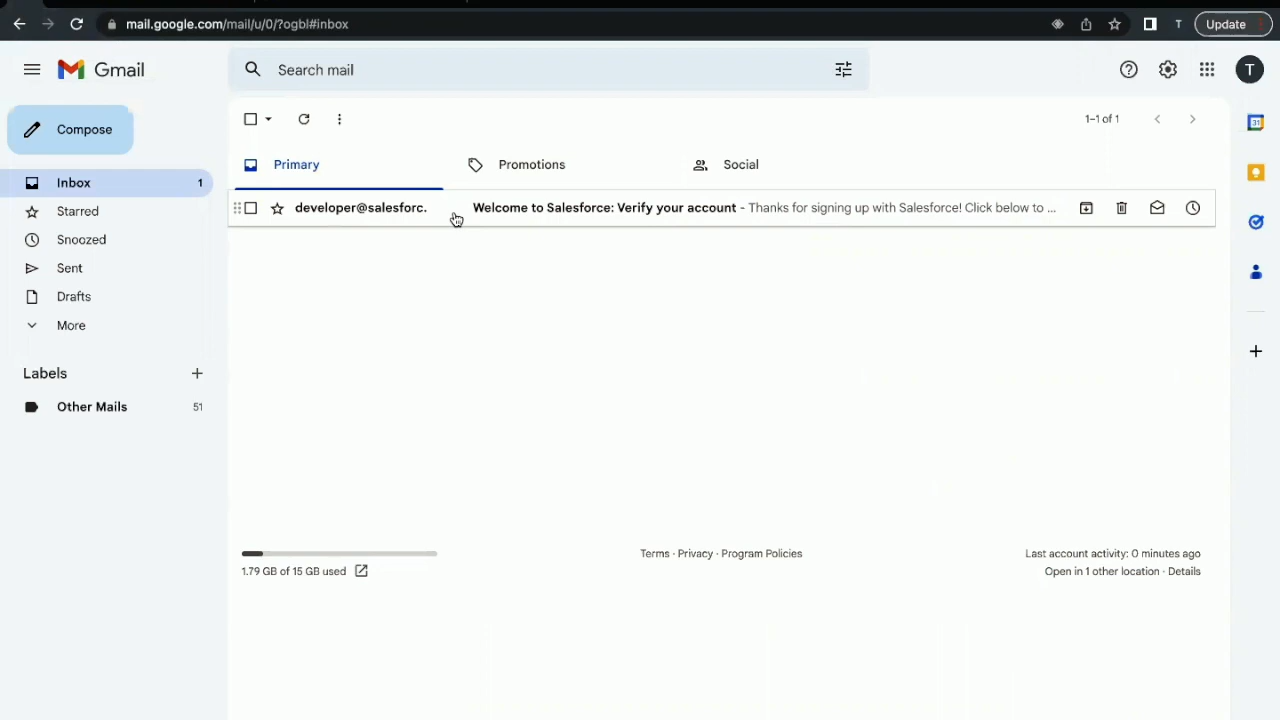 mail.google.com/mail/u/0/?ogbl#inbox
T
Update
Gmail
Search mail
T
Compose
1–1 of 1
31
Primary
Promotions
Social
Inbox 1
developer@salesforc. Welcome to Salesforce: Verify your account - Thanks for signing up with Salesforce! Click below to ...
Starred
Snoozed
Sent
Drafts
More
Labels
Other Mails 51
Terms · Privacy · Program Policies
Last account activity: 0 minutes ago
1.79 GB of 15 GB used
Open in 1 other location · Details